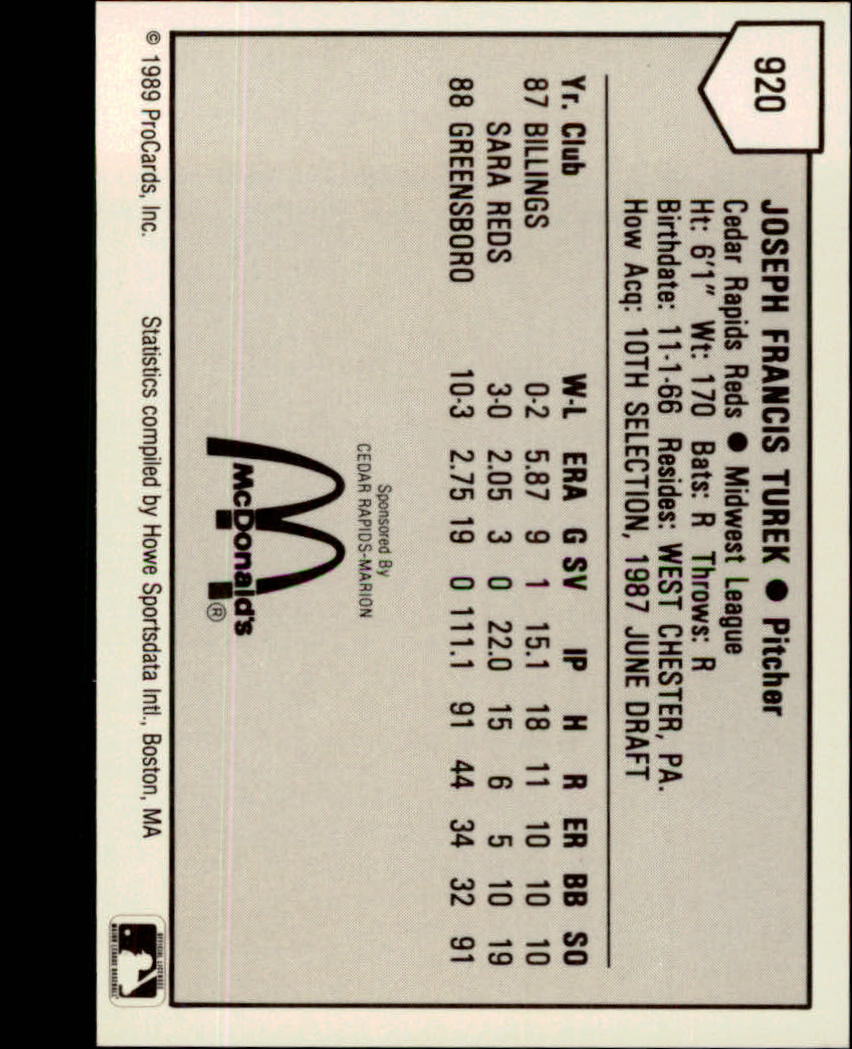 920
JOSEPH FRANCIS TUREK ● Pitcher
Cedar Rapids Reds ● Midwest League
Ht: 6'1" Wt: 170 Bats: R Throws: R
Birthdate: 11-1-66 Resides: WEST CHESTER, PA.
How Acq: 10TH SELECTION, 1987 JUNE DRAFT
Yr. Club W-L ERA G SV IP H R ER BB SO
87 BILLINGS 0-2 5.87 9 1 15.1 18 11 10 10 10
SARA REDS 3-0 2.05 3 0 22.0 15 6 5 10 19
88 GREENSBORO 10-3 2.75 19 0 111.1 91 44 34 32 91
Sponsored By
CEDAR RAPIDS-MARION
McDonald's®
© 1989 ProCards, Inc. Statistics compiled by Howe Sportsdata Intl., Boston, MA
OFFICIAL LICENSEE
MAJOR LEAGUE BASEBALL